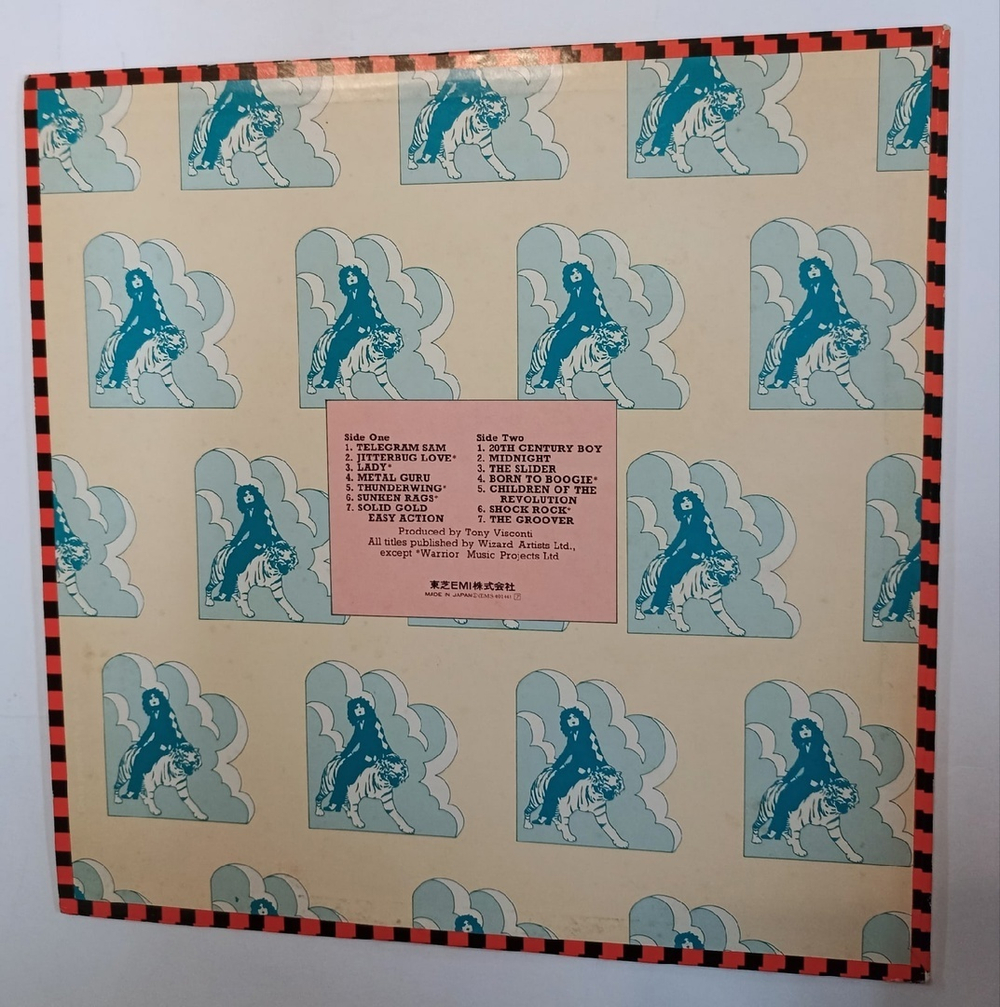 Side One
1. TELEGRAM SAM
2. JITTERBUG LOVE*
3. LADY*
4. METAL GURU
5. THUNDERWING*
6. SUNKEN RAGS*
7. SOLID GOLD
EASY ACTION
Side Two
1. 20TH CENTURY BOY
2. MIDNIGHT
3. THE SLIDER
4. BORN TO BOOGIE*
5. CHILDREN OF THE
REVOLUTION
6. SHOCK ROCK*
7. THE GROOVER
Produced by Tony Visconti
All titles published by Wizard Artists Ltd.,
except *Warrior Music Projects Ltd
東芝EMI株式会社
MADE IN JAPAN